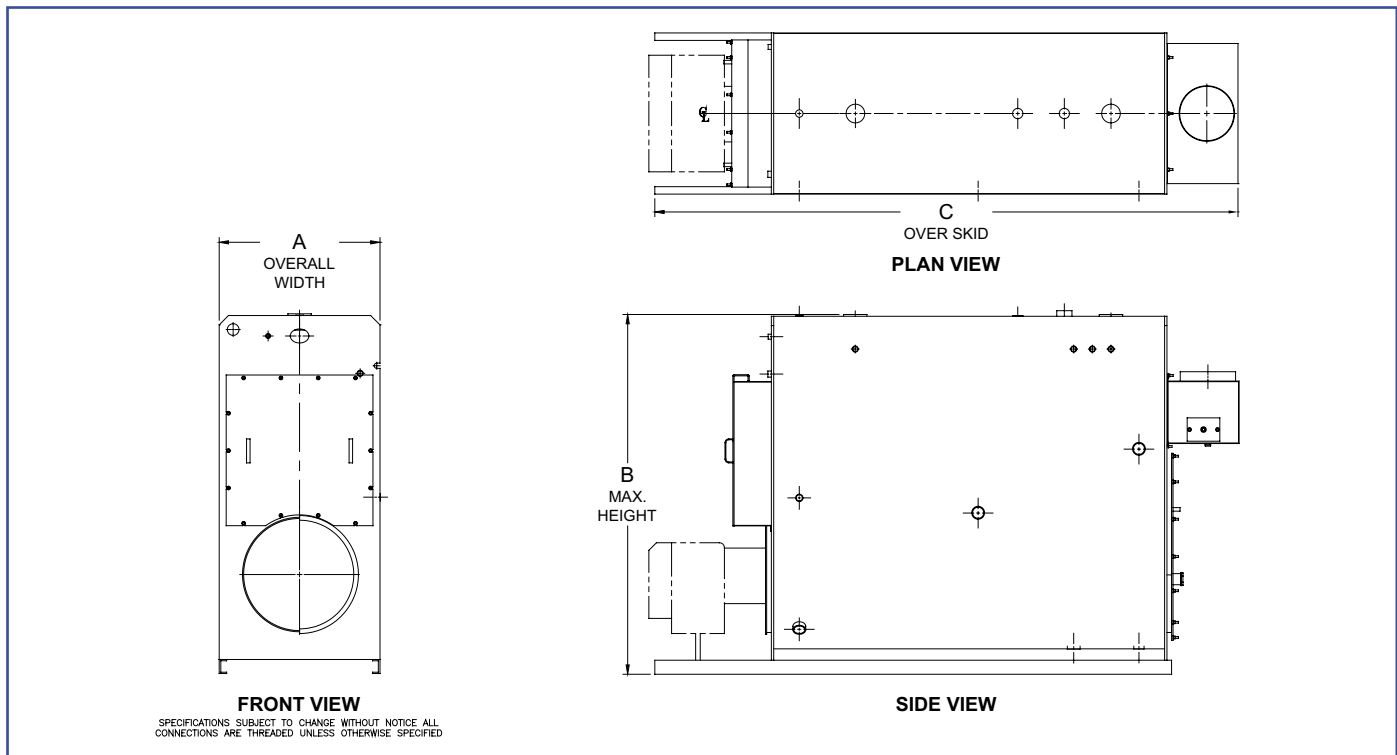 C
OVER SKID
PLAN VIEW
A
OVERALL
WIDTH
B
MAX.
HEIGHT
FRONT VIEW
SPECIFICATIONS SUBJECT TO CHANGE WITHOUT NOTICE ALL
CONNECTIONS ARE THREADED UNLESS OTHERWISE SPECIFIED
SIDE VIEW